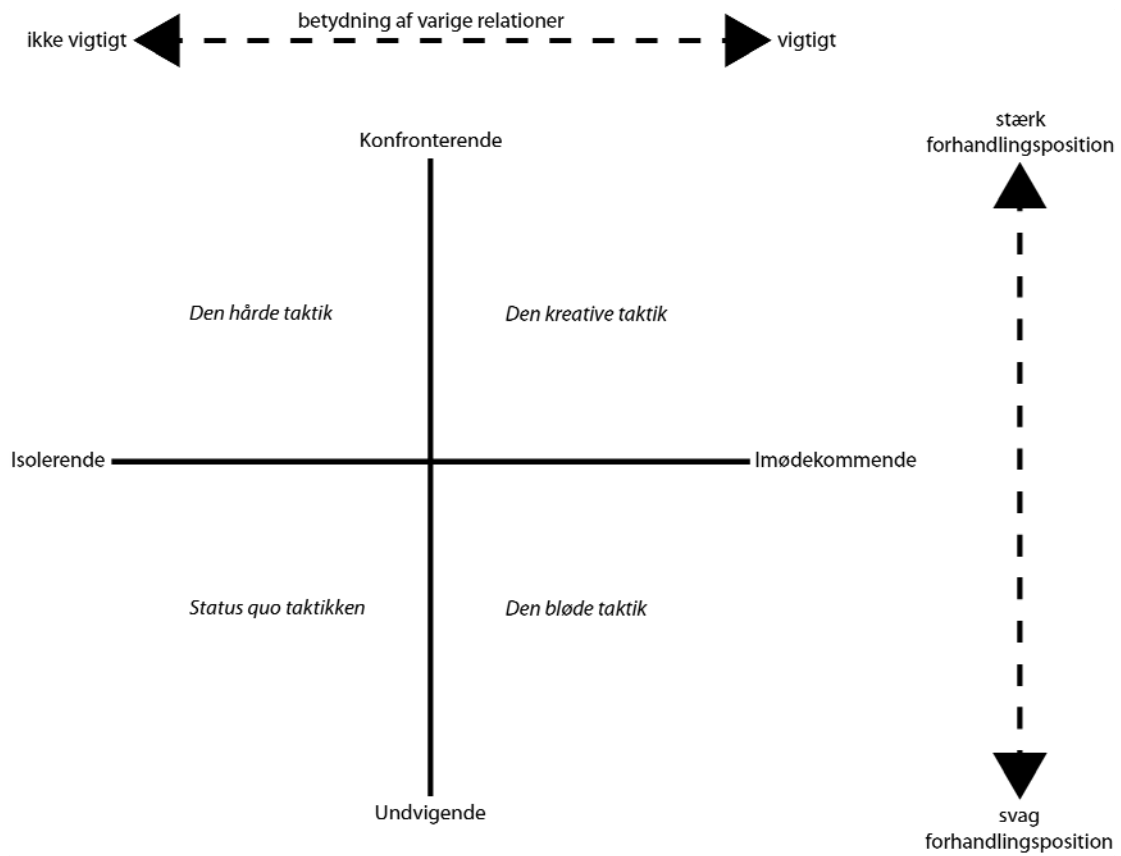 betydning af varige relationer
ikke vigtigt
vigtigt
Konfronterende
stærk
forhandlingsposition
Den hårde taktik
Den kreative taktik
Isolerende
Imødekommende
Status quo taktikken
Den bløde taktik
Undvigende
svag
forhandlingsposition